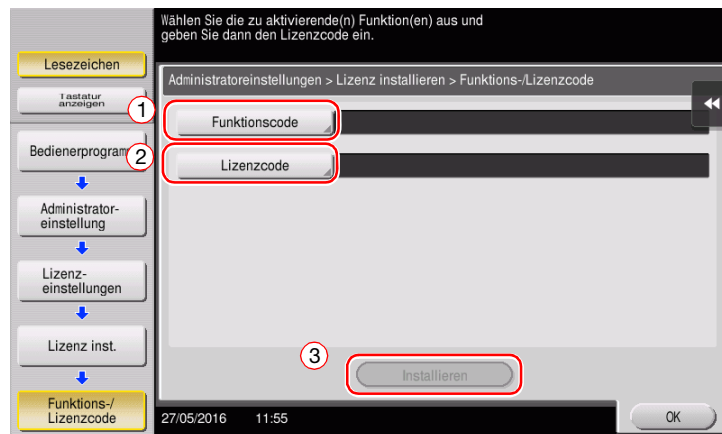 Wählen Sie die zu aktivierende(n) Funktion(en) aus und
geben Sie dann den Lizenzcode ein.
Lesezeichen
Tastatur
anzeigen
Administratoreinstellungen > Lizenz installieren > Funktions-/Lizenzcode
1
Funktionscode
Bedienerprogramm
2
Lizenzcode
Administrator-
einstellung
Lizenz-
einstellungen
Lizenz inst.
3
Installieren
Funktions-/
Lizenzcode
27/05/2016 11:55
OK